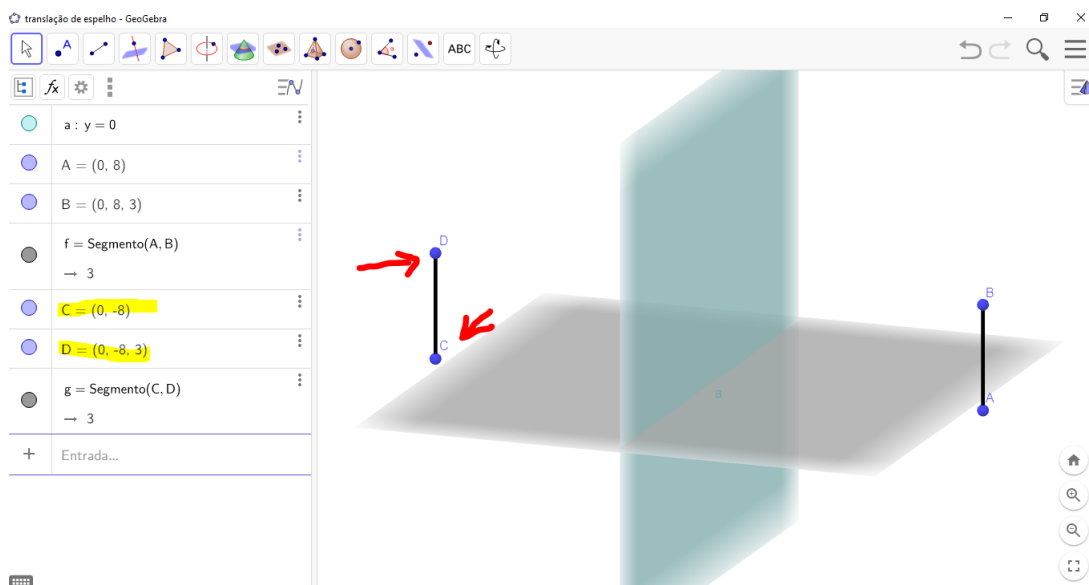 translação de espelho - GeoGebra
A
ABC
fx
a : y = 0
A = (0, 8)
B = (0, 8, 3)
f = Segmento(A, B)
→ 3
C = (0, -8)
D = (0, -8, 3)
g = Segmento(C, D)
→ 3
+ Entrada...
D
C
B
A
a